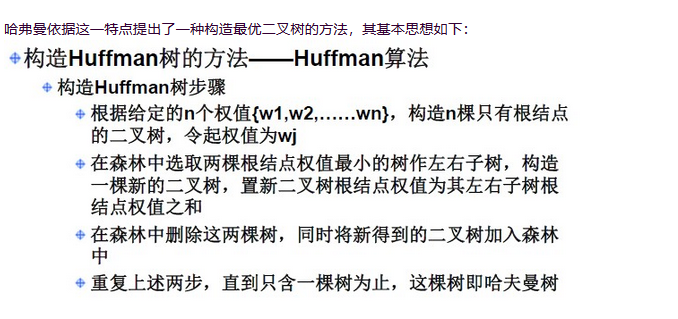 哈弗曼依据这一特点提出了一种构造最优二叉树的方法，其基本思想如下：
构造Huffman树的方法——Huffman算法
构造Huffman树步骤
根据给定的n个权值{w1,w2,……wn}，构造n棵只有根结点
的二叉树，令起权值为wj
在森林中选取两棵根结点权值最小的树作左右子树，构造
一棵新的二叉树，置新二叉树根结点权值为其左右子树根
结点权值之和
在森林中删除这两棵树，同时将新得到的二叉树加入森林
中
重复上述两步，直到只含一棵树为止，这棵树即哈夫曼树